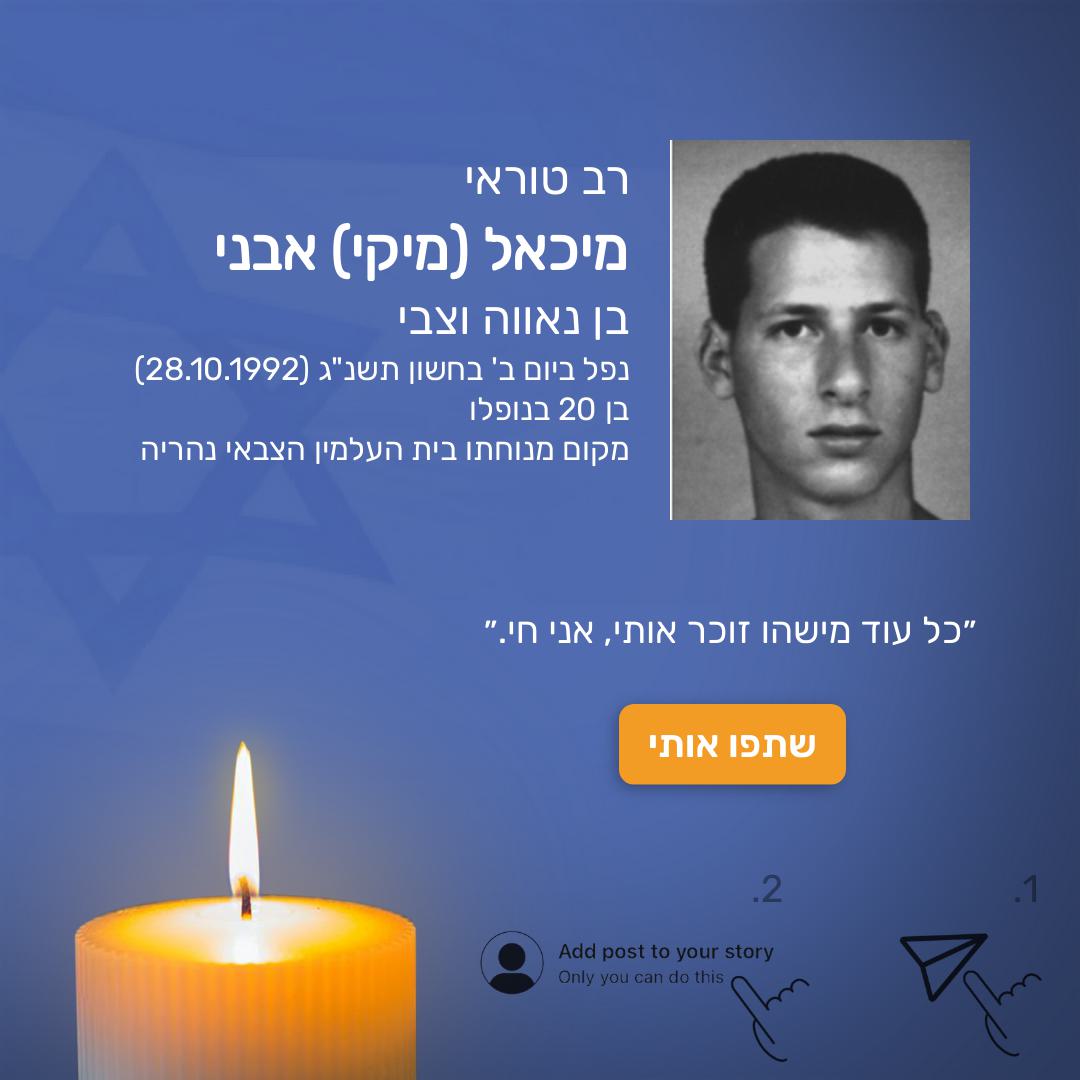 רב טוראי
מיכאל (מיקי) אבני
בן נאווה וצבי
נפל ביום ב' בחשון תשנ"ג (28.10.1992)
בן 20 בנופלו
מקום מנוחתו בית העלמין הצבאי נהריה
״כל עוד מישהו זוכר אותי, אני חי.״
שתפו אותי
1.
2.
Add post to your story
Only you can do this